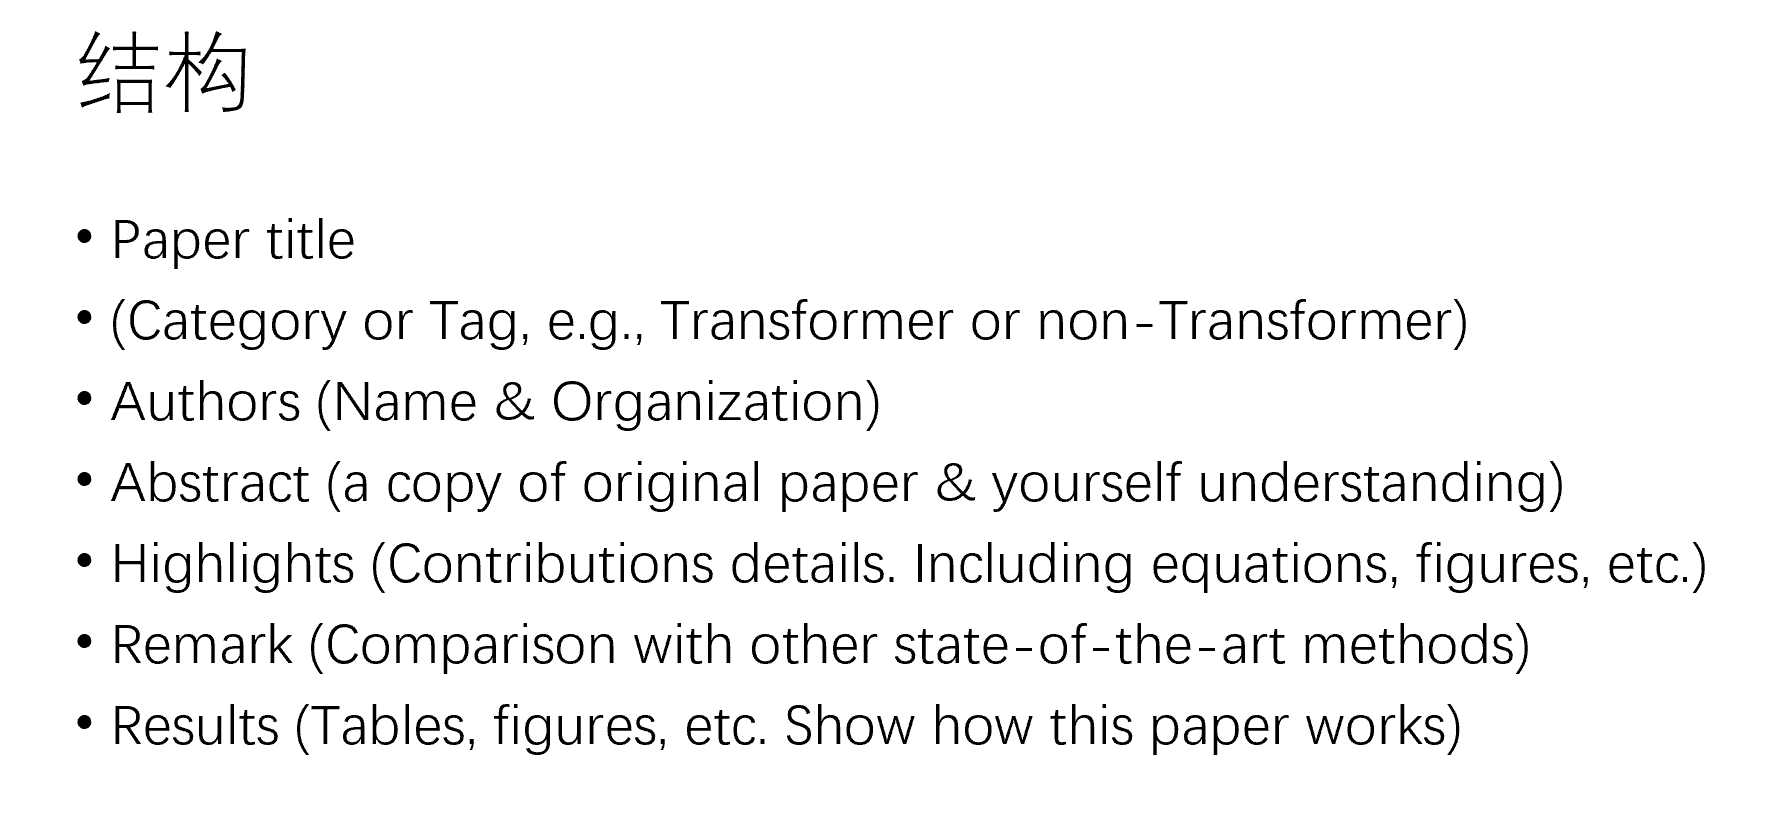 结构
• Paper title
• (Category or Tag, e.g., Transformer or non-Transformer)
• Authors (Name & Organization)
• Abstract (a copy of original paper & yourself understanding)
• Highlights (Contributions details. Including equations, figures, etc.)
• Remark (Comparison with other state-of-the-art methods)
• Results (Tables, figures, etc. Show how this paper works)